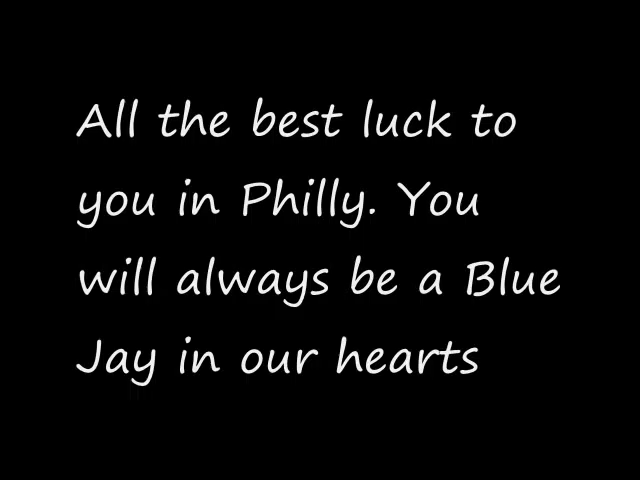 All the best luck to
you in Philly. You
will always be a Blue
Jay in our hearts